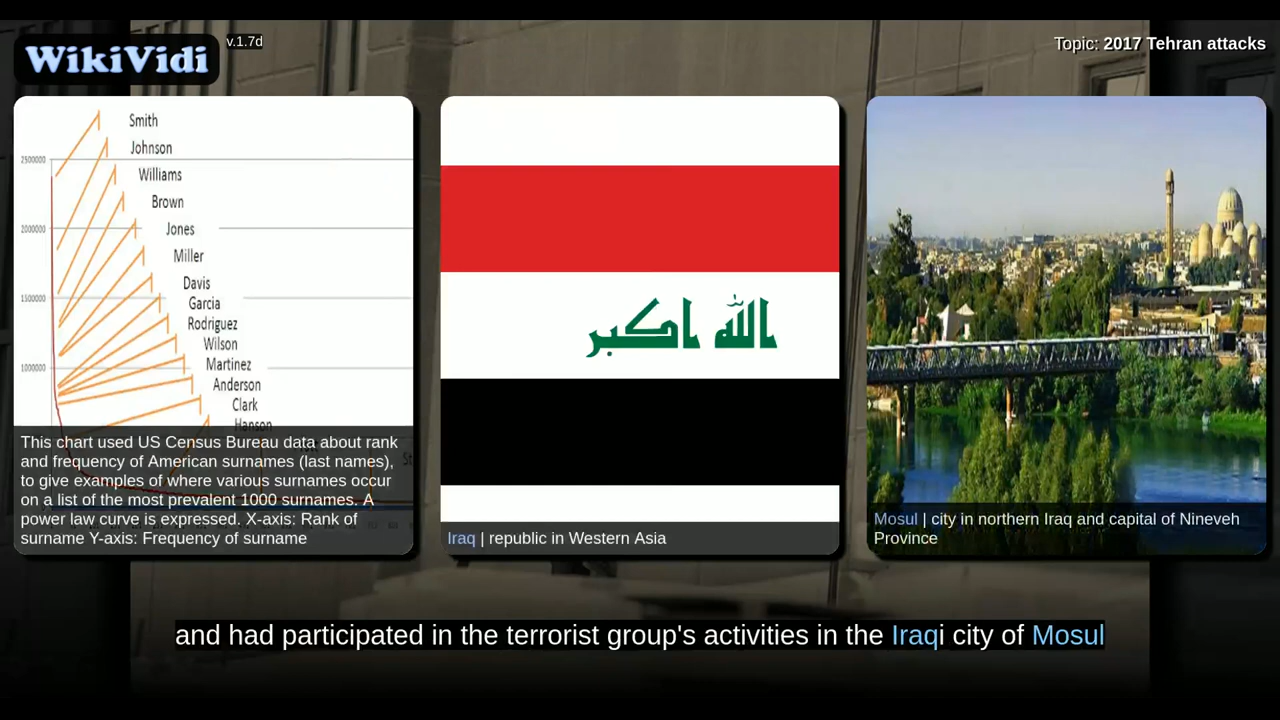 WikiVidi
v.1.7d
Topic: 2017 Tehran attacks
Smith
Johnson
2500000
Williams
Brown
2000000
Jones
Miller
Davis
1500000
Garcia
Rodriguez
Wilson
1000000
Martinez
Anderson
Clark
Hanson
This chart used US Census Bureau data about rank
and frequency of American surnames (last names),
to give examples of where various surnames occur
on a list of the most prevalent 1000 surnames. A
power law curve is expressed. X-axis: Rank of
surname Y-axis: Frequency of surname
الله اكبر
Iraq | republic in Western Asia
Mosul | city in northern Iraq and capital of Nineveh
Province
and had participated in the terrorist group's activities in the Iraqi city of Mosul